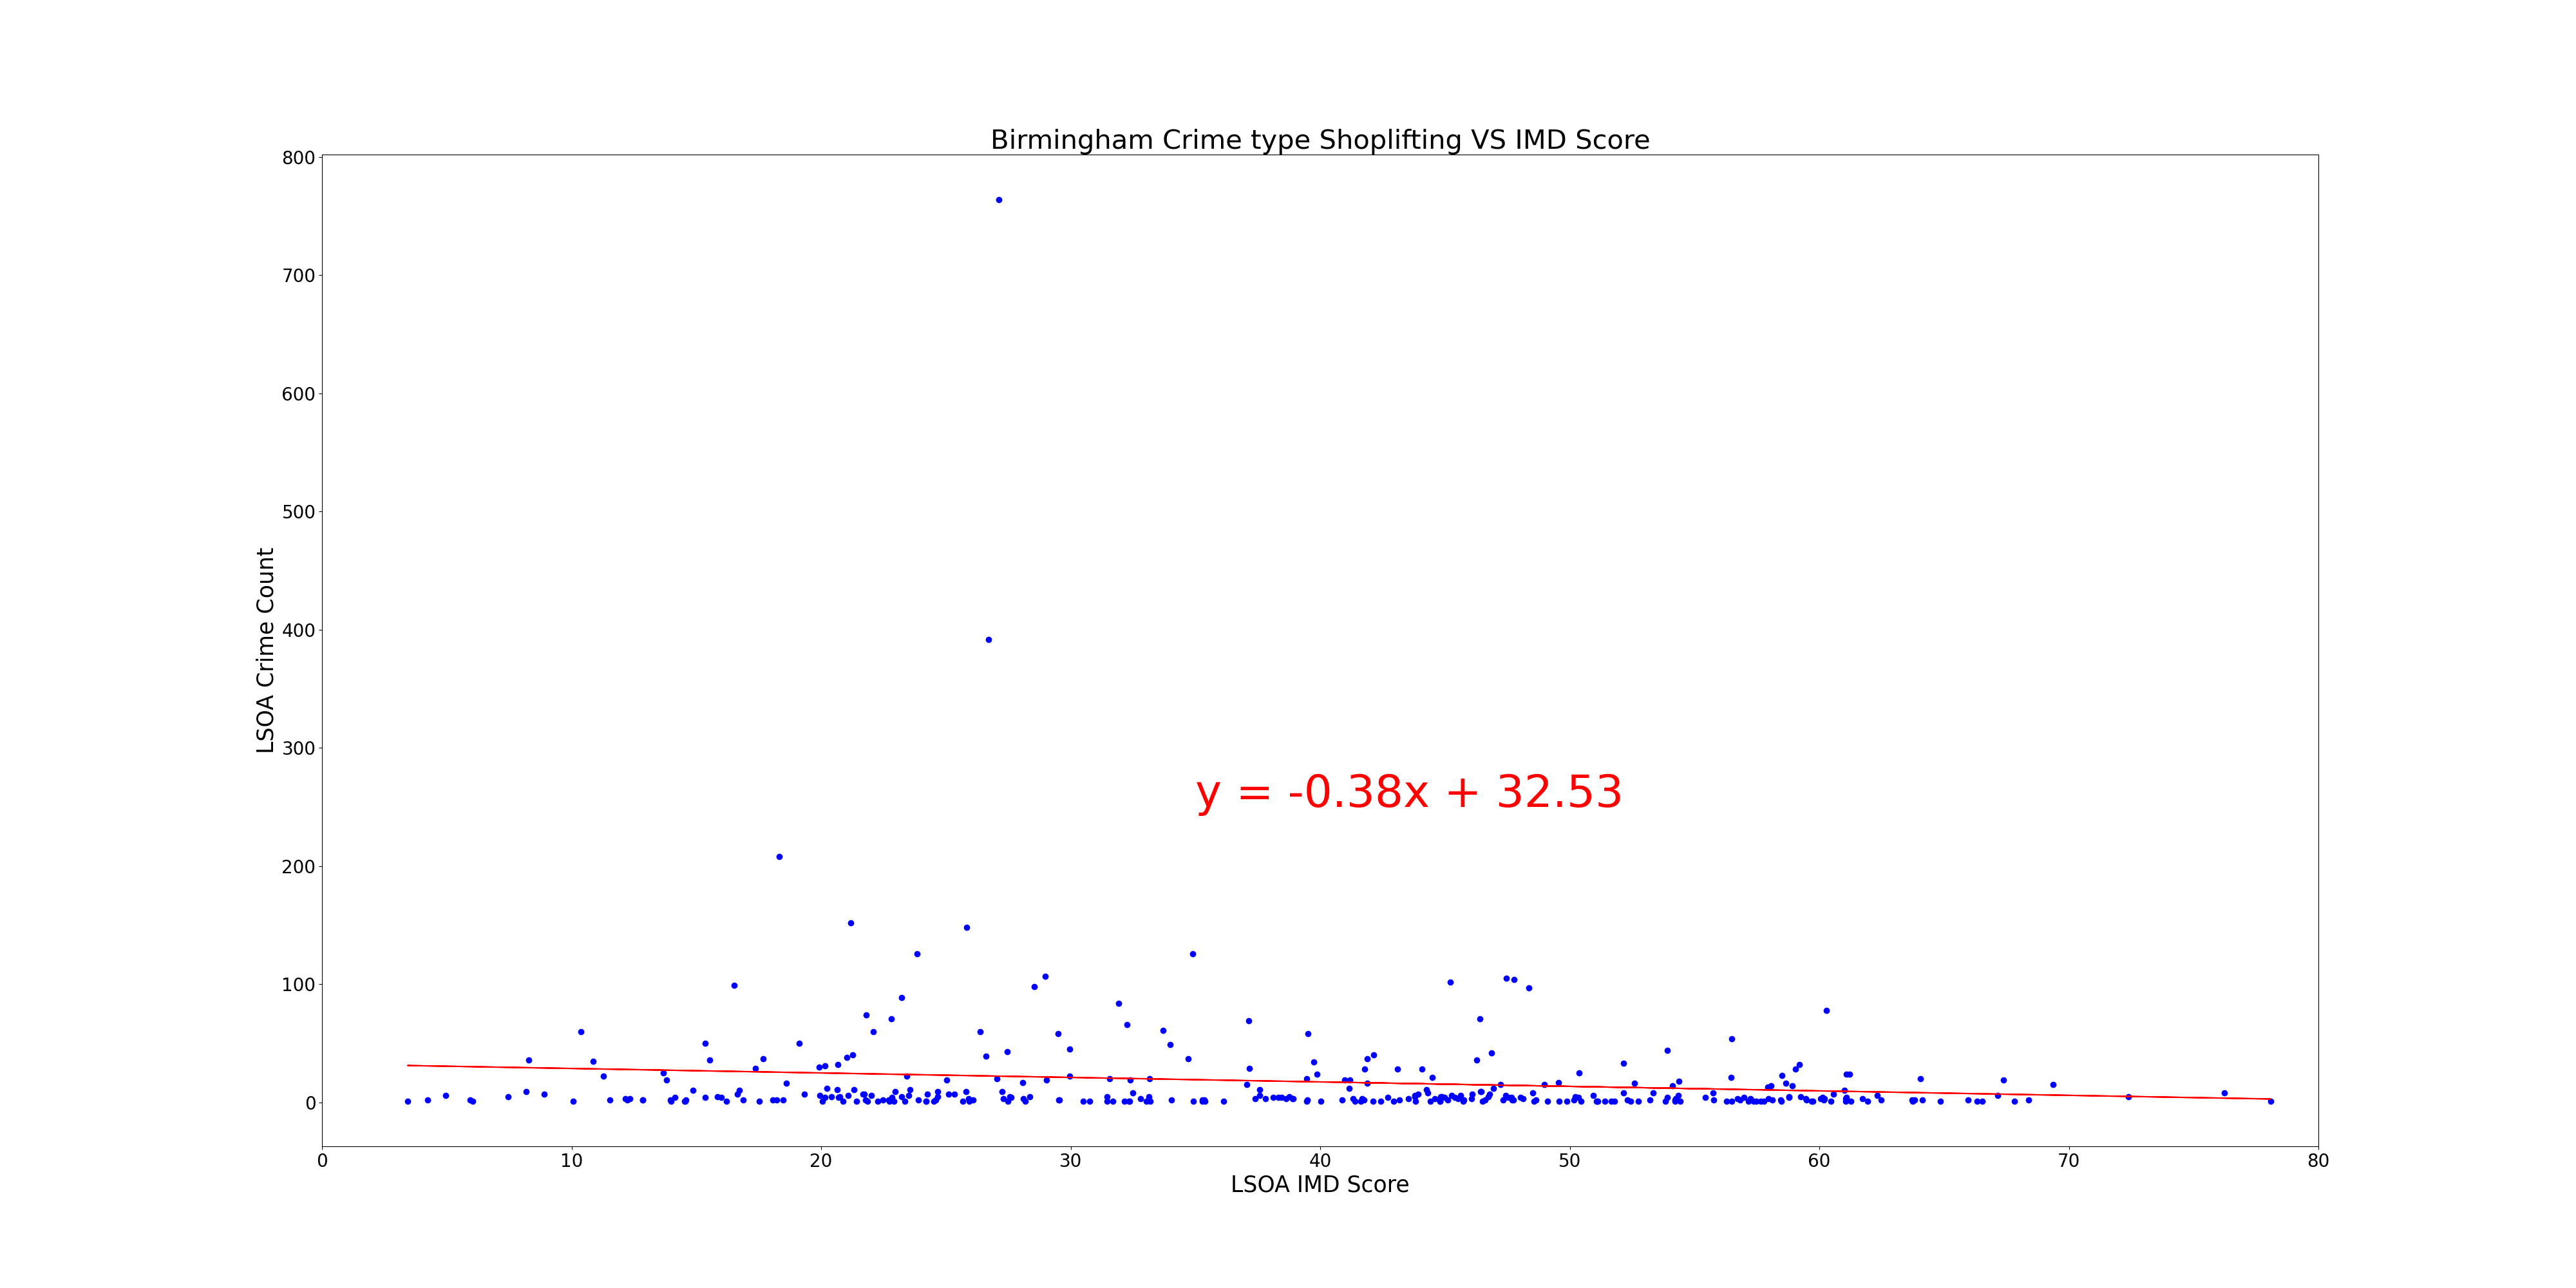 Birmingham Crime type Shoplifting VS IMD Score
800
700
600
500
400
300
200
100
0
LSOA Crime Count
y = -0.38x + 32.53
0 10 20 30 40 50 60 70 80
LSOA IMD Score